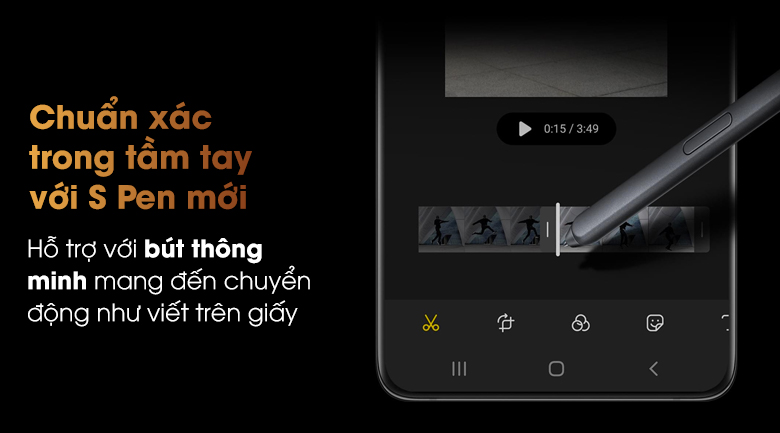 Chuẩn xác
trong tầm tay
với S Pen mới
Hỗ trợ với bút thông
minh mang đến chuyển
động như viết trên giấy
0:15 / 3:49